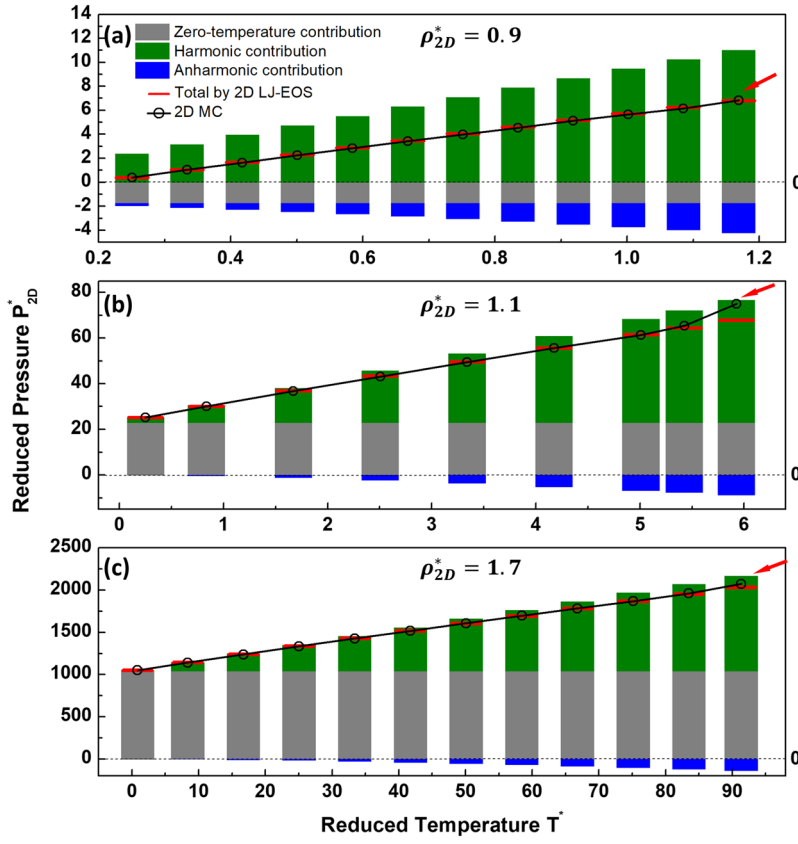 (a)
ρ*2D = 0.9
Zero-temperature contribution
Harmonic contribution
Anharmonic contribution
Total by 2D LJ-EOS
2D MC
14
12
10
8
6
4
2
0
-2
-4
0
0.2 0.4 0.6 0.8 1.0 1.2
(b)
ρ*2D = 1.1
80
60
40
20
0
0
0 1 2 3 4 5 6
Reduced Pressure P*2D
(c)
ρ*2D = 1.7
2500
2000
1500
1000
500
0
0
0 10 20 30 40 50 60 70 80 90
Reduced Temperature T*